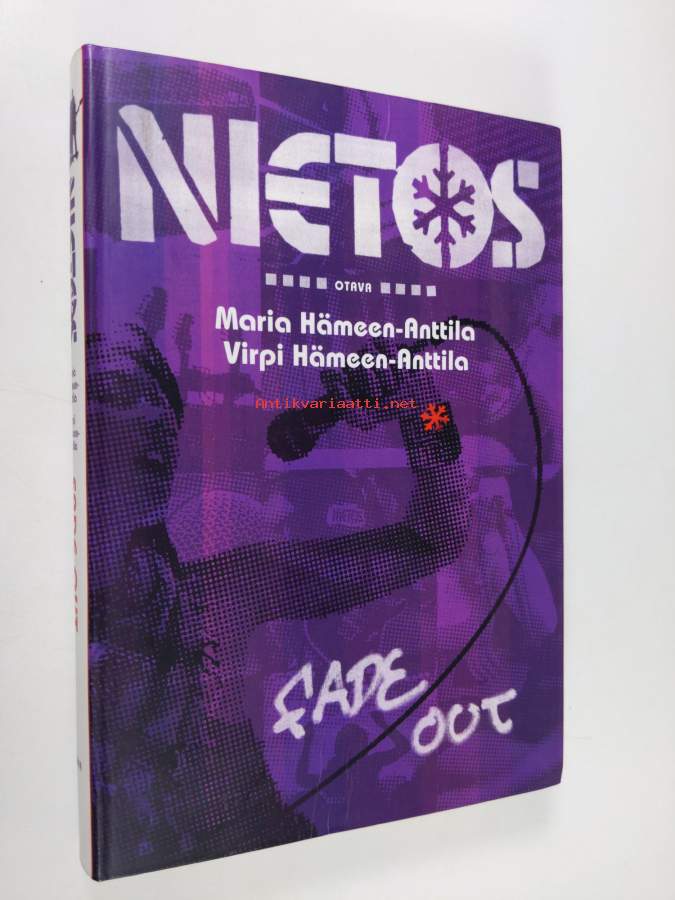 NIETOS
OTAVA
Maria Hämeen-Anttila
Virpi Hämeen-Anttila
Antikvariaatti.net
FADE
OUT